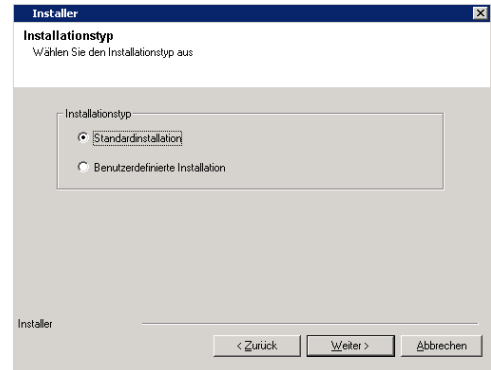 Installer
Installationstyp
Wählen Sie den Installationstyp aus
Installationstyp
Standardinstallation
Benutzerdefinierte Installation
Installer
< Zurück
Weiter >
Abbrechen